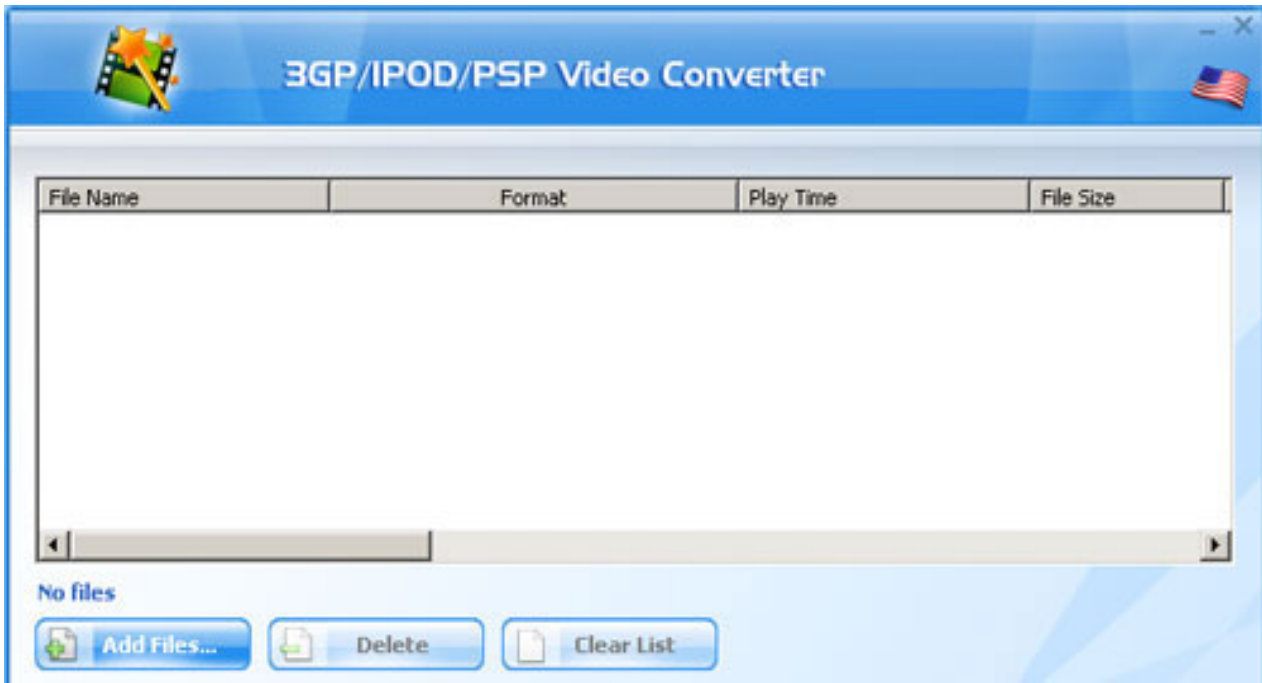 3GP/IPOD/PSP Video Converter
File Name Format Play Time File Size
No files
Add Files... Delete Clear List